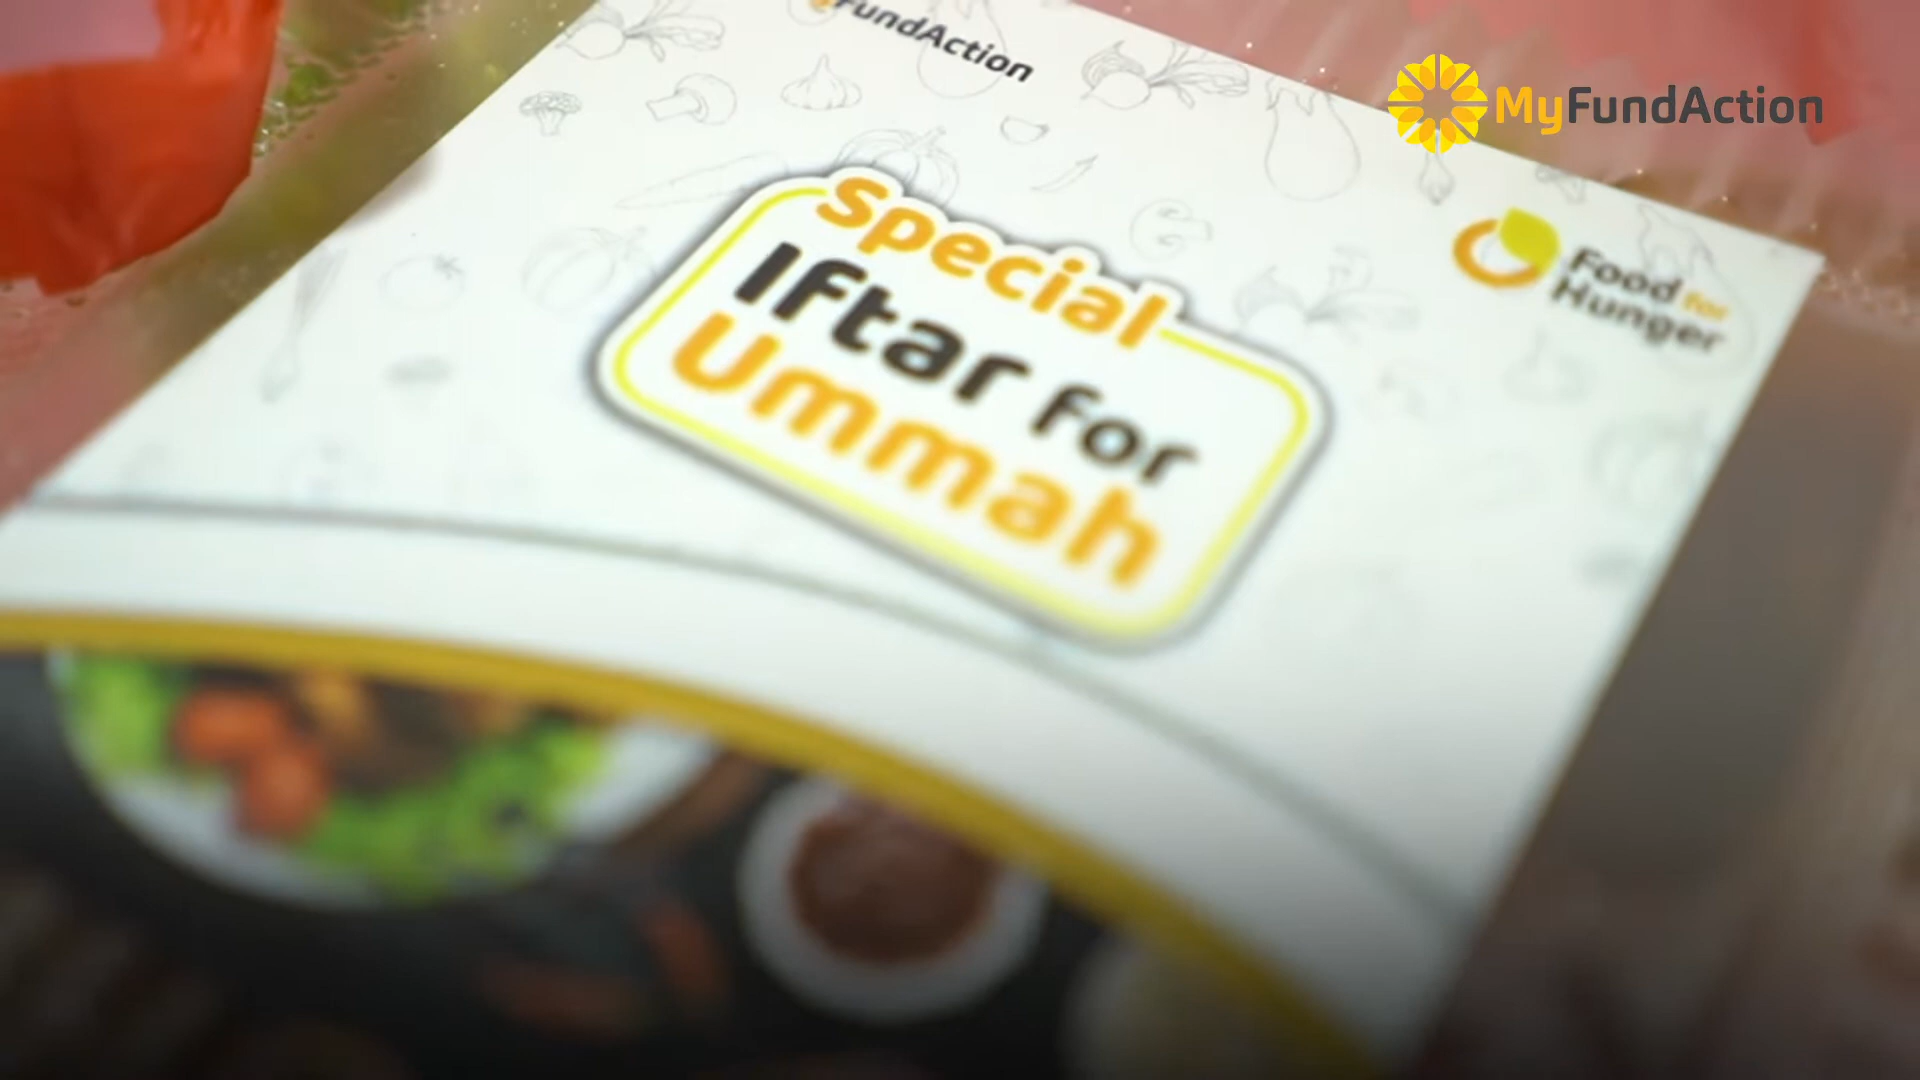 FundAction
MyFundAction
Special
Iftar For
Ummah
Food for
Hunger